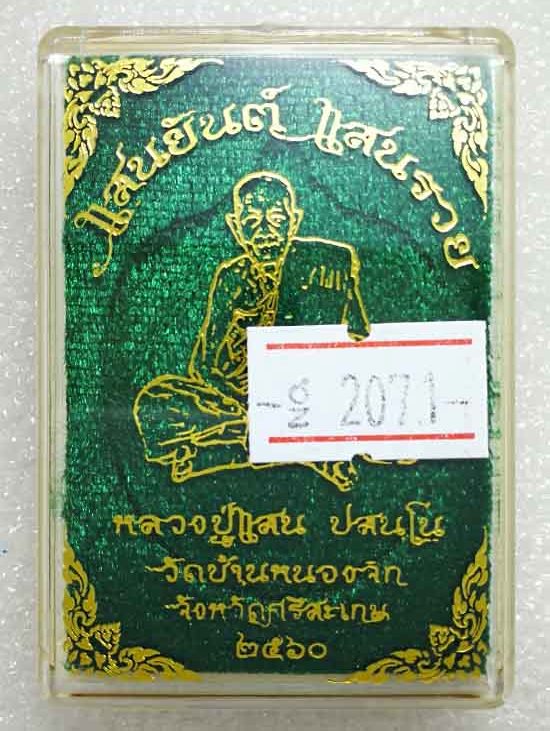 แสนยันต์ แสนรวย
2071
หลวงปู่แสน ปสนฺโน
วัดบ้านหนองจิก
จังหวัดศรีสะเกษ
๒๕๖๐